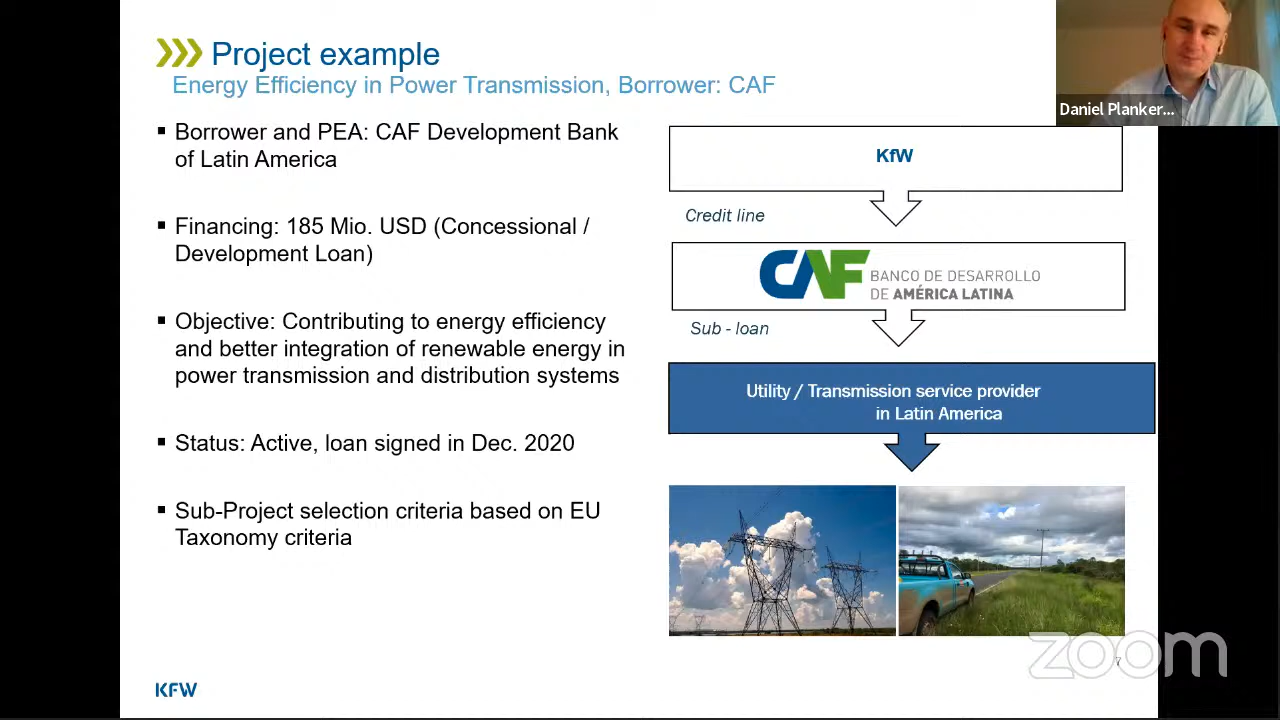 Project example
Energy Efficiency in Power Transmission, Borrower: CAF
Daniel Planker...
▪ Borrower and PEA: CAF Development Bank
of Latin America
▪ Financing: 185 Mio. USD (Concessional /
Development Loan)
▪ Objective: Contributing to energy efficiency
and better integration of renewable energy in
power transmission and distribution systems
▪ Status: Active, loan signed in Dec. 2020
▪ Sub-Project selection criteria based on EU
Taxonomy criteria
KfW
Credit line
CAF BANCO DE DESARROLLO
DE AMÉRICA LATINA
Sub - loan
Utility / Transmission service provider
in Latin America
zoom
7
KFW